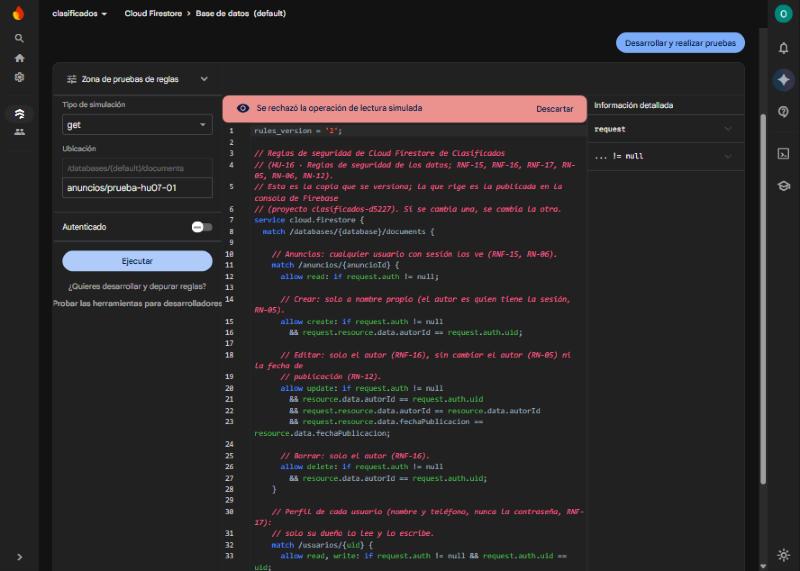 clasificados
Cloud Firestore > Base de datos (default)
O
Desarrollar y realizar pruebas
Zona de pruebas de reglas
Tipo de simulación
get
Ubicación
/databases/(default)/documents
anuncios/prueba-hu07-01
Autenticado
Ejecutar
¿Quieres desarrollar y depurar reglas?
Probar las herramientas para desarrolladores
Se rechazó la operación de lectura simulada
Descartar
1 rules_version = '2';
2
3 // Reglas de seguridad de Cloud Firestore de Clasificados
4 // (HU-16 · Reglas de seguridad de los datos; RNF-15, RNF-16, RNF-17, RN-
05, RN-06, RN-12).
5 // Esta es la copia que se versiona; la que rige es la publicada en la
consola de Firebase
6 // (proyecto clasificados-d5227). Si se cambia una, se cambia la otra.
7 service cloud.firestore {
8 match /databases/{database}/documents {
9
10 // Anuncios: cualquier usuario con sesión los ve (RNF-15, RN-06).
11 match /anuncios/{anuncioId} {
12 allow read: if request.auth != null;
13
14 // Crear: solo a nombre propio (el autor es quien tiene la sesión,
RN-05).
15 allow create: if request.auth != null
16 && request.resource.data.autorId == request.auth.uid;
17
18 // Editar: solo el autor (RNF-16), sin cambiar el autor (RN-05) ni
la fecha de
19 // publicación (RN-12).
20 allow update: if request.auth != null
21 && resource.data.autorId == request.auth.uid
22 && request.resource.data.autorId == resource.data.autorId
23 && request.resource.data.fechaPublicacion ==
resource.data.fechaPublicacion;
24
25 // Borrar: solo el autor (RNF-16).
26 allow delete: if request.auth != null
27 && resource.data.autorId == request.auth.uid;
28 }
29
30 // Perfil de cada usuario (nombre y teléfono, nunca la contraseña, RNF-
17):
31 // solo su dueño lo lee y lo escribe.
32 match /usuarios/{uid} {
33 allow read, write: if request.auth != null && request.auth.uid ==
uid;
Información detallada
request
... != null